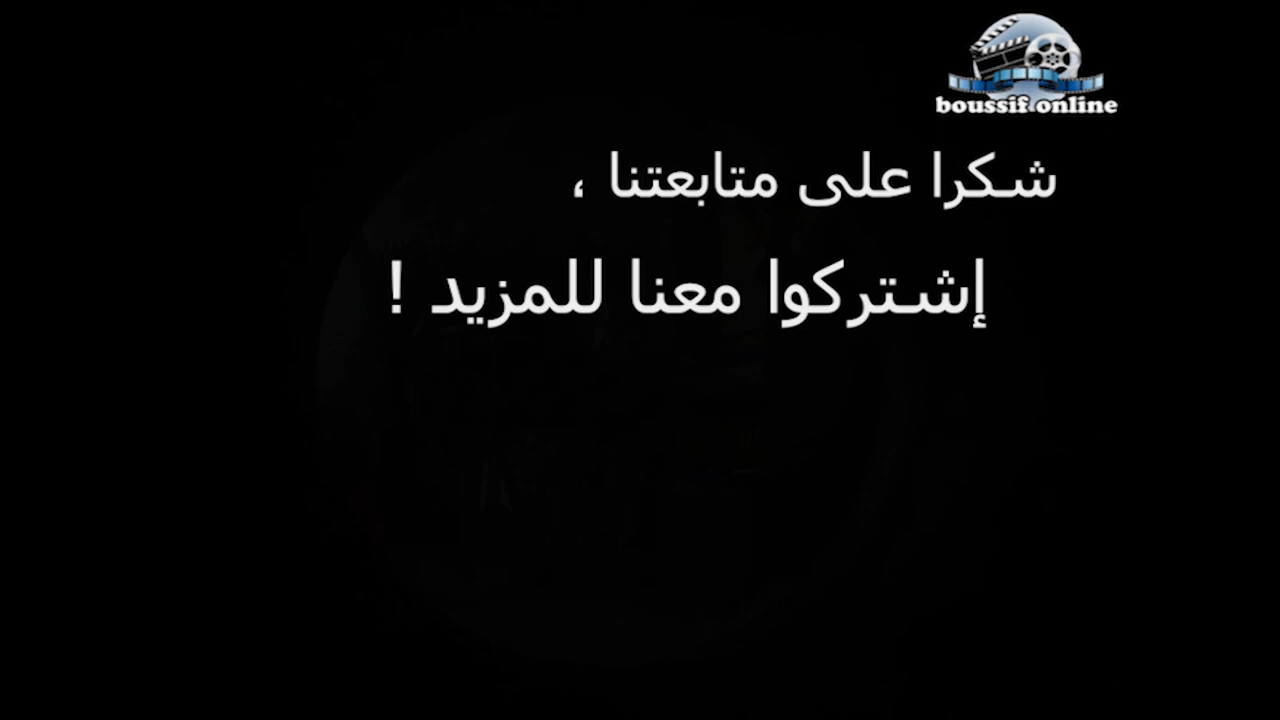 boussif online
شكرا على متابعتنا ،
إشتركوا معنا للمزيد !